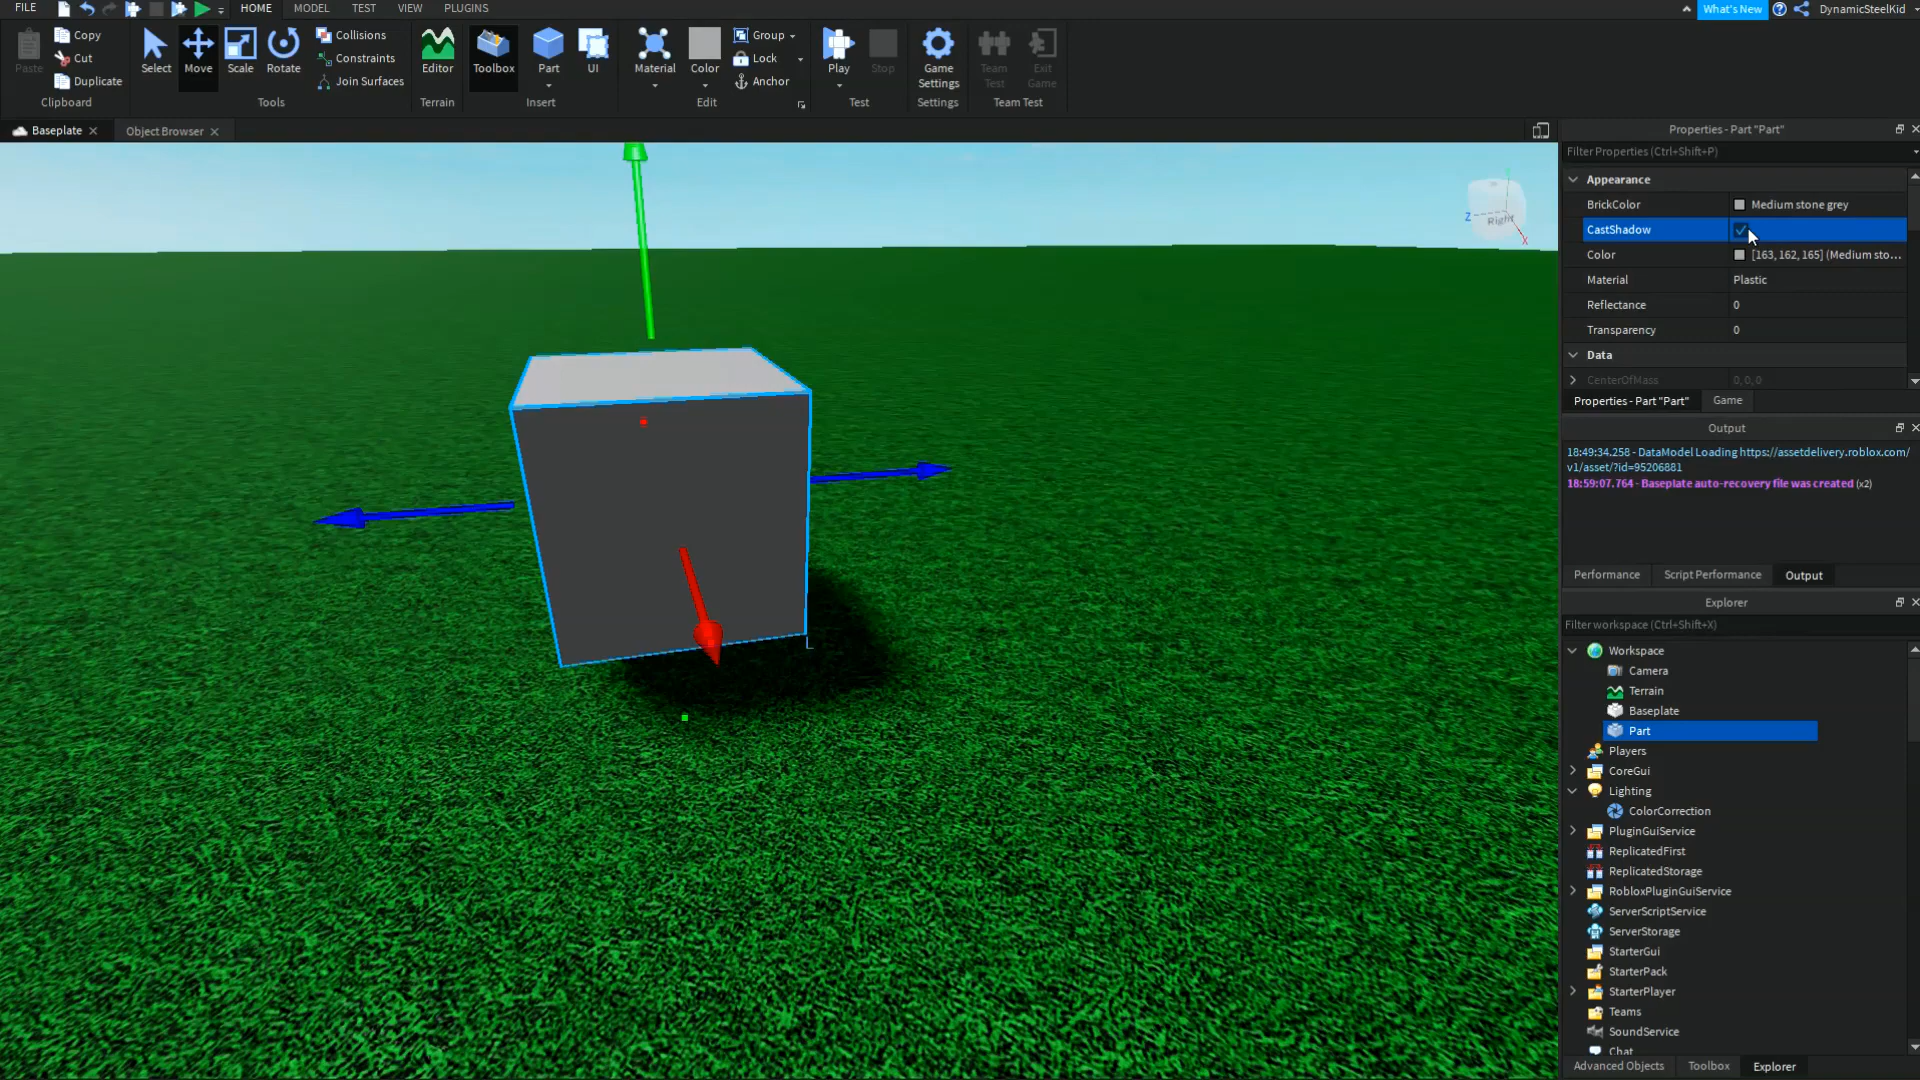 FILE HOME MODEL TEST VIEW PLUGINS What's New DynamicSteelKid
Paste Copy Cut Duplicate Clipboard
Select Move Scale Rotate Collisions Constraints Join Surfaces Tools
Editor Terrain
Toolbox Part UI Insert
Material Color Group Lock Anchor Edit
Play Stop Test
Game Settings Settings
Team Test Exit Game Team Test
Baseplate Object Browser
Right
Z
X
Properties - Part "Part"
Filter Properties (Ctrl+Shift+P)
Appearance
BrickColor Medium stone grey
CastShadow
Color [163, 162, 165] (Medium sto...
Material Plastic
Reflectance 0
Transparency 0
Data
CenterOfMass 0, 0, 0
Properties - Part "Part" Game
Output
18:49:34.258 - DataModel Loading https://assetdelivery.roblox.com/
v1/asset/?id=95206881
18:59:07.764 - Baseplate auto-recovery file was created (x2)
Performance Script Performance Output
Explorer
Filter workspace (Ctrl+Shift+X)
Workspace
Camera
Terrain
Baseplate
Part
Players
CoreGui
Lighting
ColorCorrection
PluginGuiService
ReplicatedFirst
ReplicatedStorage
RobloxPluginGuiService
ServerScriptService
ServerStorage
StarterGui
StarterPack
StarterPlayer
Teams
SoundService
Chat
Advanced Objects Toolbox Explorer